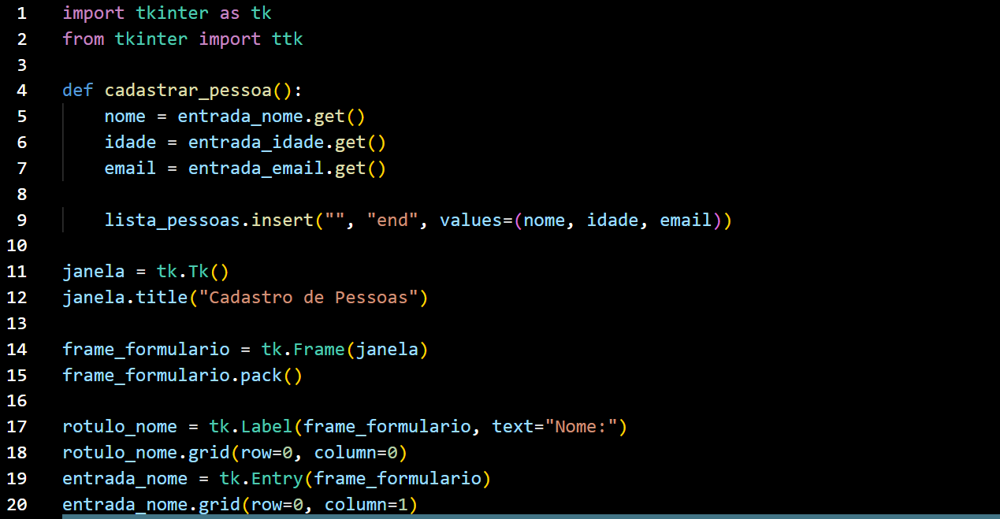 1 import tkinter as tk
2 from tkinter import ttk
3
4 def cadastrar_pessoa():
5     nome = entrada_nome.get()
6     idade = entrada_idade.get()
7     email = entrada_email.get()
8
9     lista_pessoas.insert("", "end", values=(nome, idade, email))
10
11 janela = tk.Tk()
12 janela.title("Cadastro de Pessoas")
13
14 frame_formulario = tk.Frame(janela)
15 frame_formulario.pack()
16
17 rotulo_nome = tk.Label(frame_formulario, text="Nome:")
18 rotulo_nome.grid(row=0, column=0)
19 entrada_nome = tk.Entry(frame_formulario)
20 entrada_nome.grid(row=0, column=1)